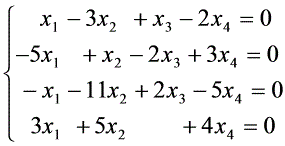 x₁ − 3x₂ + x₃ − 2x₄ = 0
−5x₁ + x₂ − 2x₃ + 3x₄ = 0
−x₁ − 11x₂ + 2x₃ − 5x₄ = 0
3x₁ + 5x₂ + 4x₄ = 0